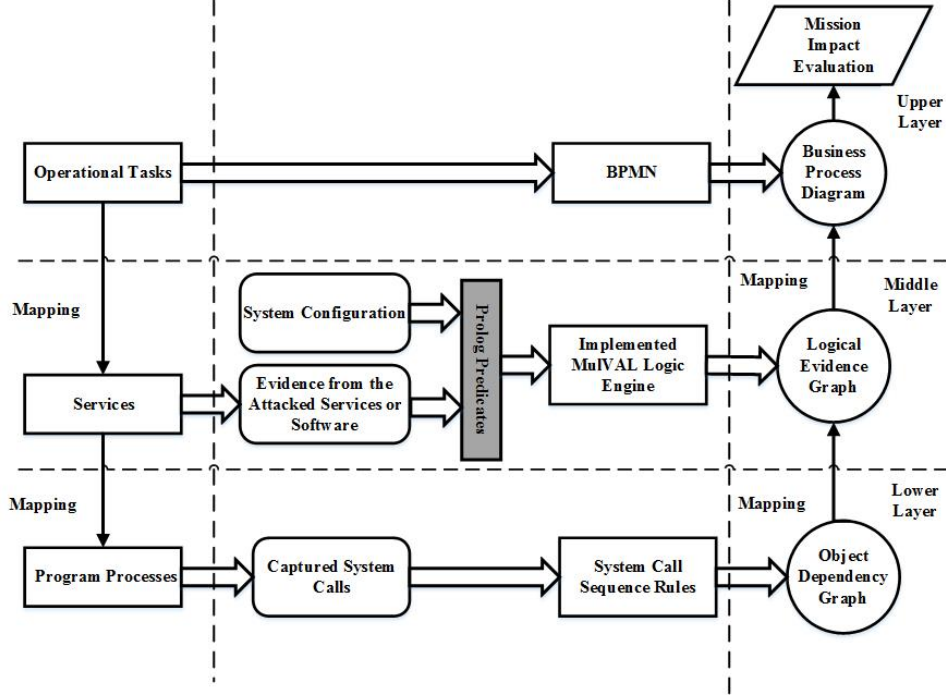 Mission
Impact
Evaluation
Upper
Layer
Operational Tasks
BPMN
Business
Process
Diagram
Mapping
System Configuration
Prolog Predicates
Implemented
MulVAL Logic
Engine
Mapping
Middle
Layer
Logical
Evidence
Graph
Services
Evidence from the
Attacked Services or
Software
Mapping
Mapping
Lower
Layer
Program Processes
Captured System
Calls
System Call
Sequence Rules
Object
Dependency
Graph